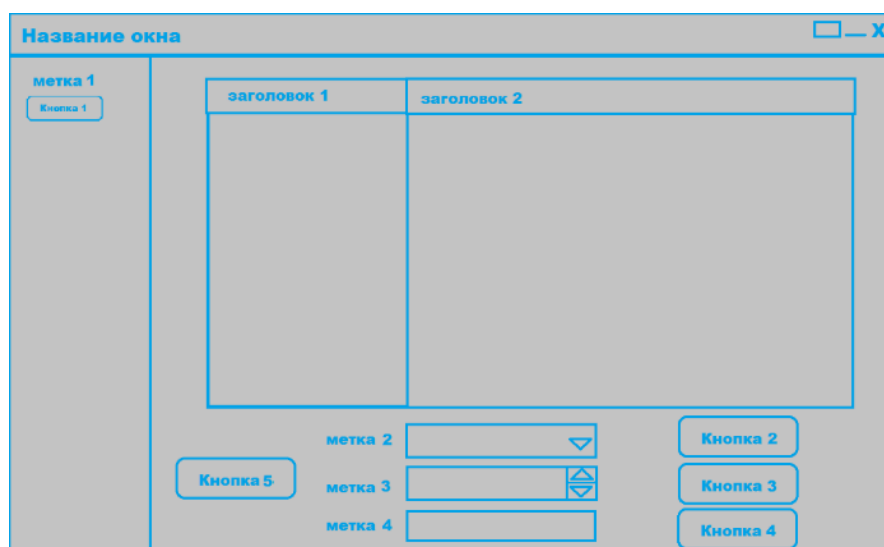 Название окна
X
метка 1
Кнопка 1
заголовок 1
заголовок 2
метка 2
Кнопка 2
Кнопка 5
метка 3
Кнопка 3
метка 4
Кнопка 4